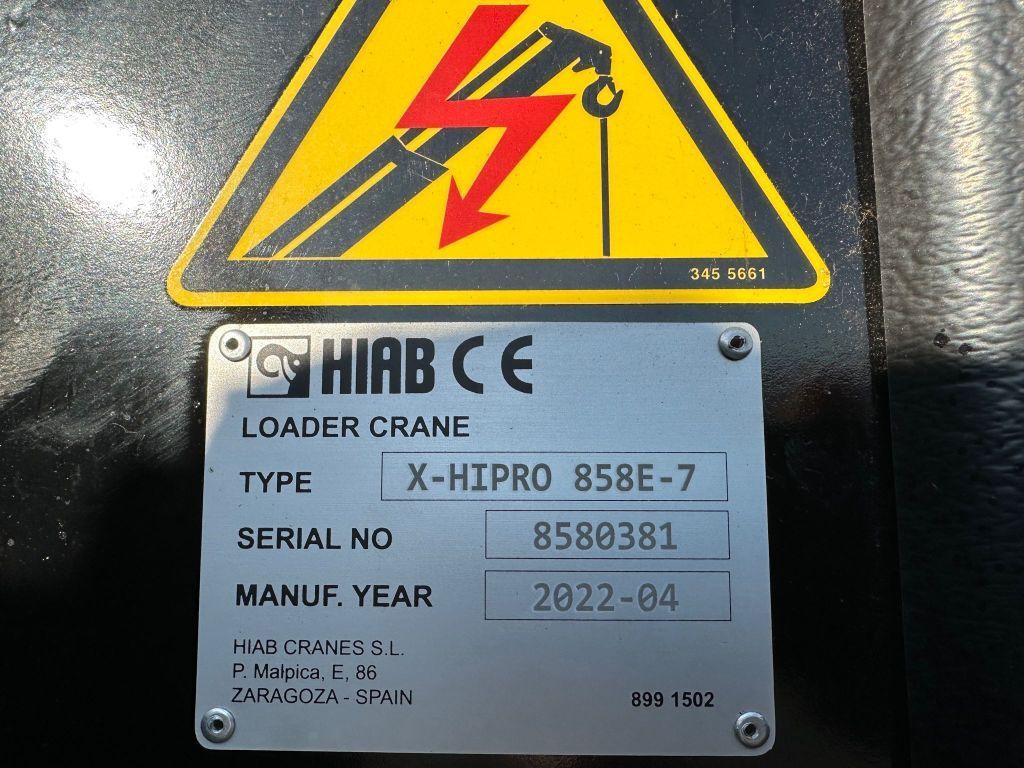 345 5661
HIAB CE
LOADER CRANE
TYPE X-HIPRO 858E-7
SERIAL NO 8580381
MANUF. YEAR 2022-04
HIAB CRANES S.L.
P. Malpica, E, 86
ZARAGOZA - SPAIN 899 1502